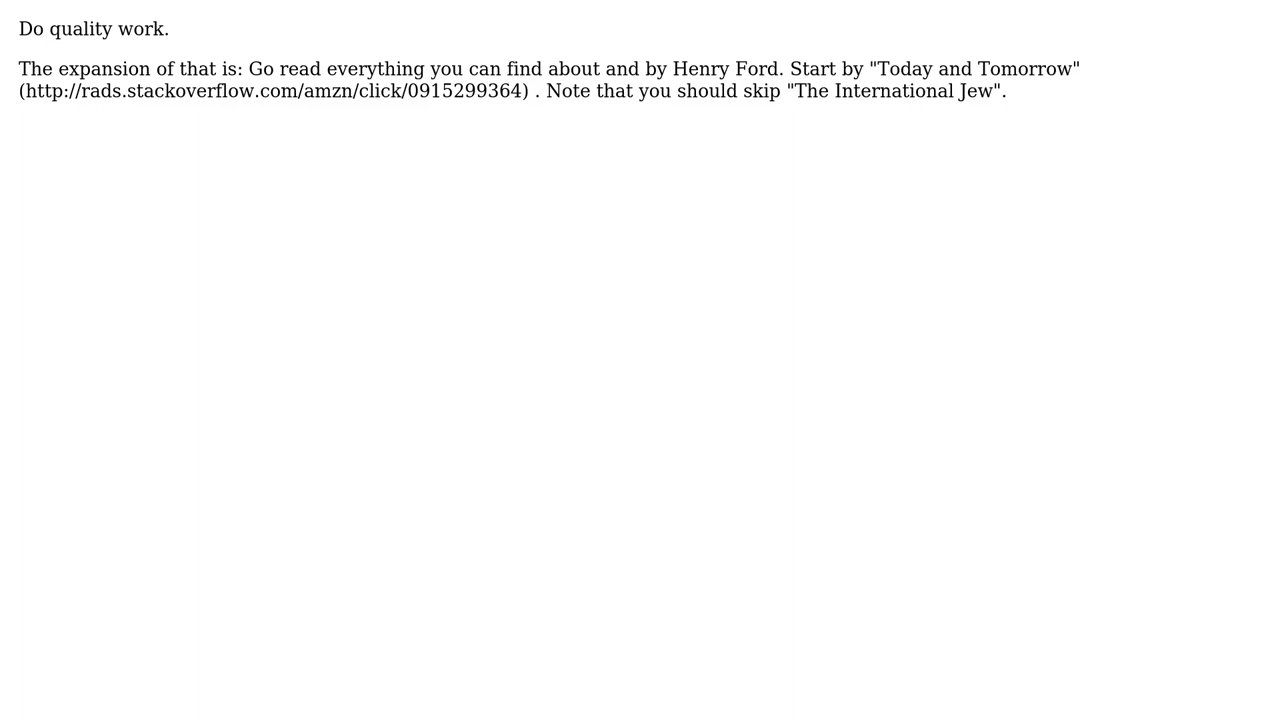 Do quality work.
The expansion of that is: Go read everything you can find about and by Henry Ford. Start by "Today and Tomorrow"
(http://rads.stackoverflow.com/amzn/click/0915299364) . Note that you should skip "The International Jew".